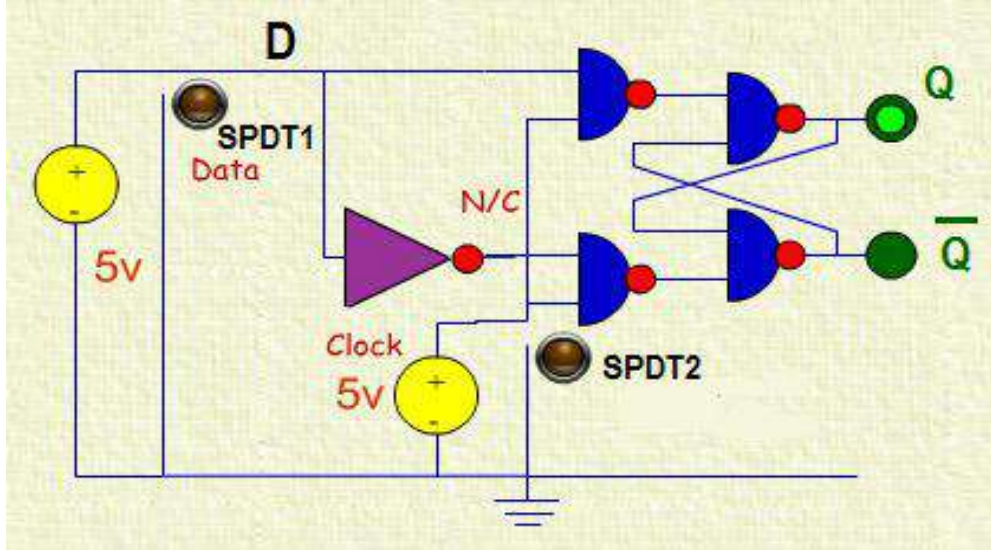 D
Q
SPDT1
Data
N/C
5v
+
-
Q̅
Clock
5v
+
-
SPDT2